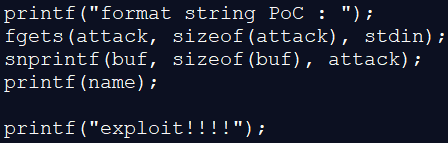 printf("format string PoC : ");
fgets(attack, sizeof(attack), stdin);
snprintf(buf, sizeof(buf), attack);
printf(name);
printf("exploit!!!!");